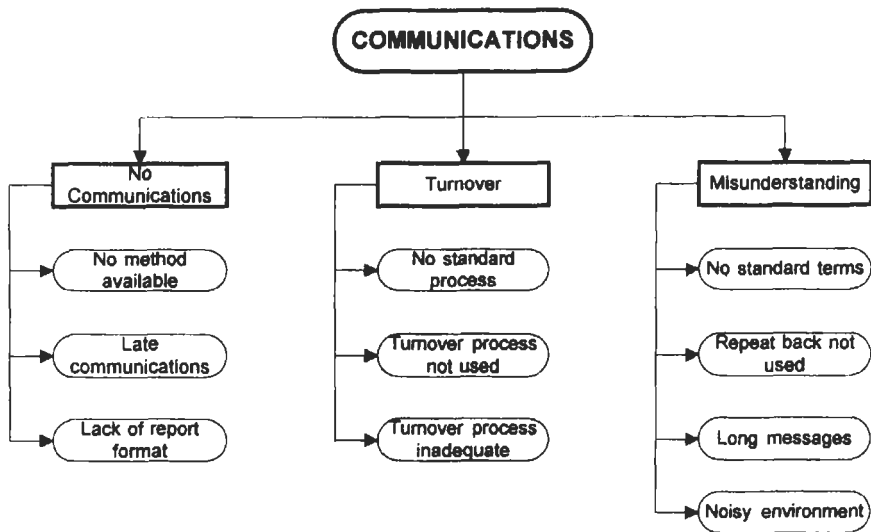 COMMUNICATIONS
No
Communications
No method
available
Late
communications
Lack of report
format
Turnover
No standard
process
Turnover process
not used
Turnover process
inadequate
Misunderstanding
No standard terms
Repeat back not
used
Long messages
Noisy environment